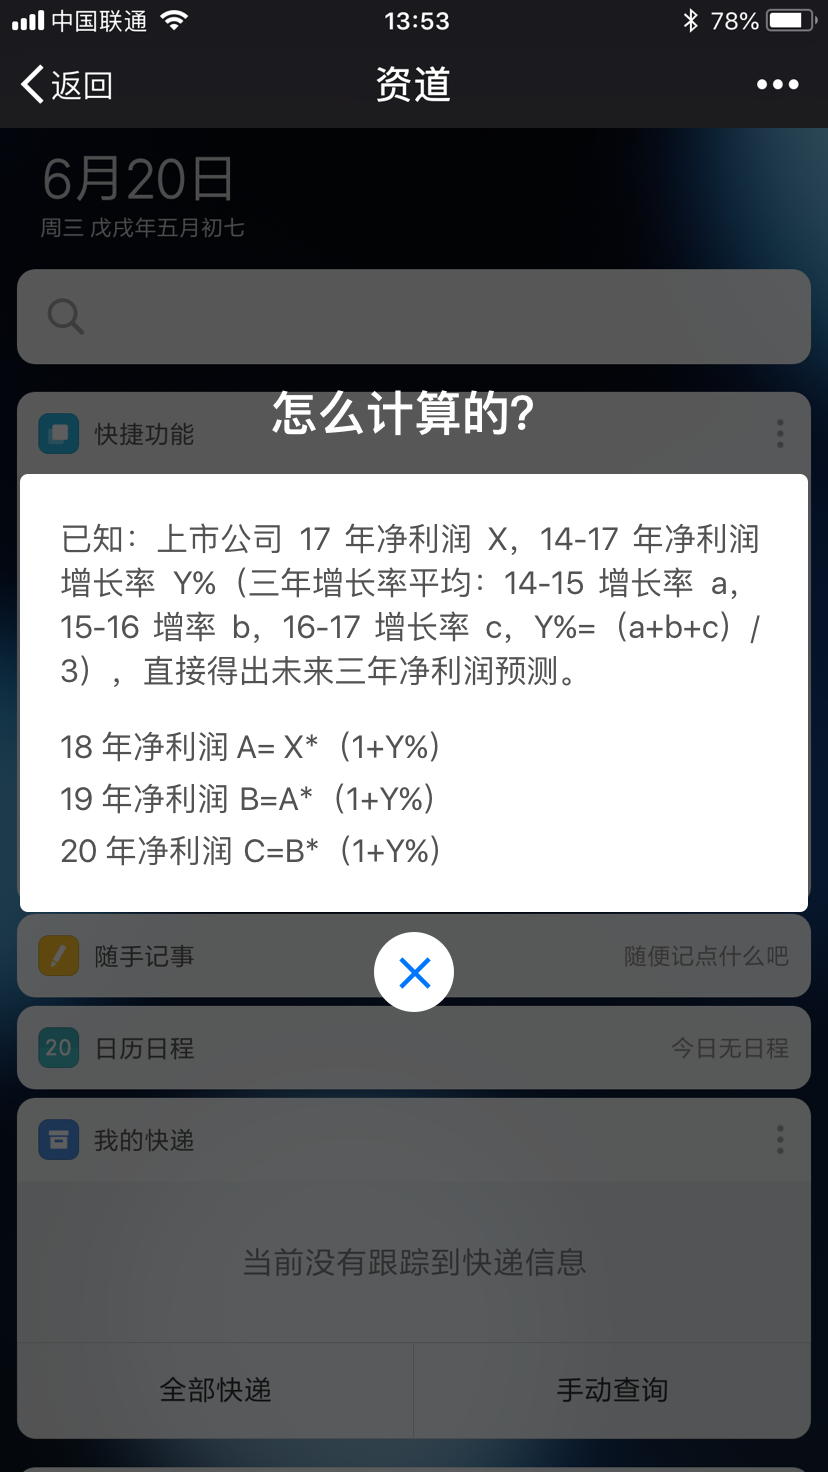 中国联通 13:53 78%
返回 资道
6月20日
周三 戊戌年五月初七
怎么计算的?
快捷功能
已知：上市公司 17 年净利润 X，14-17 年净利润
增长率 Y%（三年增长率平均：14-15 增长率 a，
15-16 增率 b，16-17 增长率 c，Y%=（a+b+c）/
3），直接得出未来三年净利润预测。
18 年净利润 A= X*（1+Y%）
19 年净利润 B=A*（1+Y%）
20 年净利润 C=B*（1+Y%）
随手记事 随便记点什么吧
20 日历日程 今日无日程
我的快递
当前没有跟踪到快递信息
全部快递 手动查询